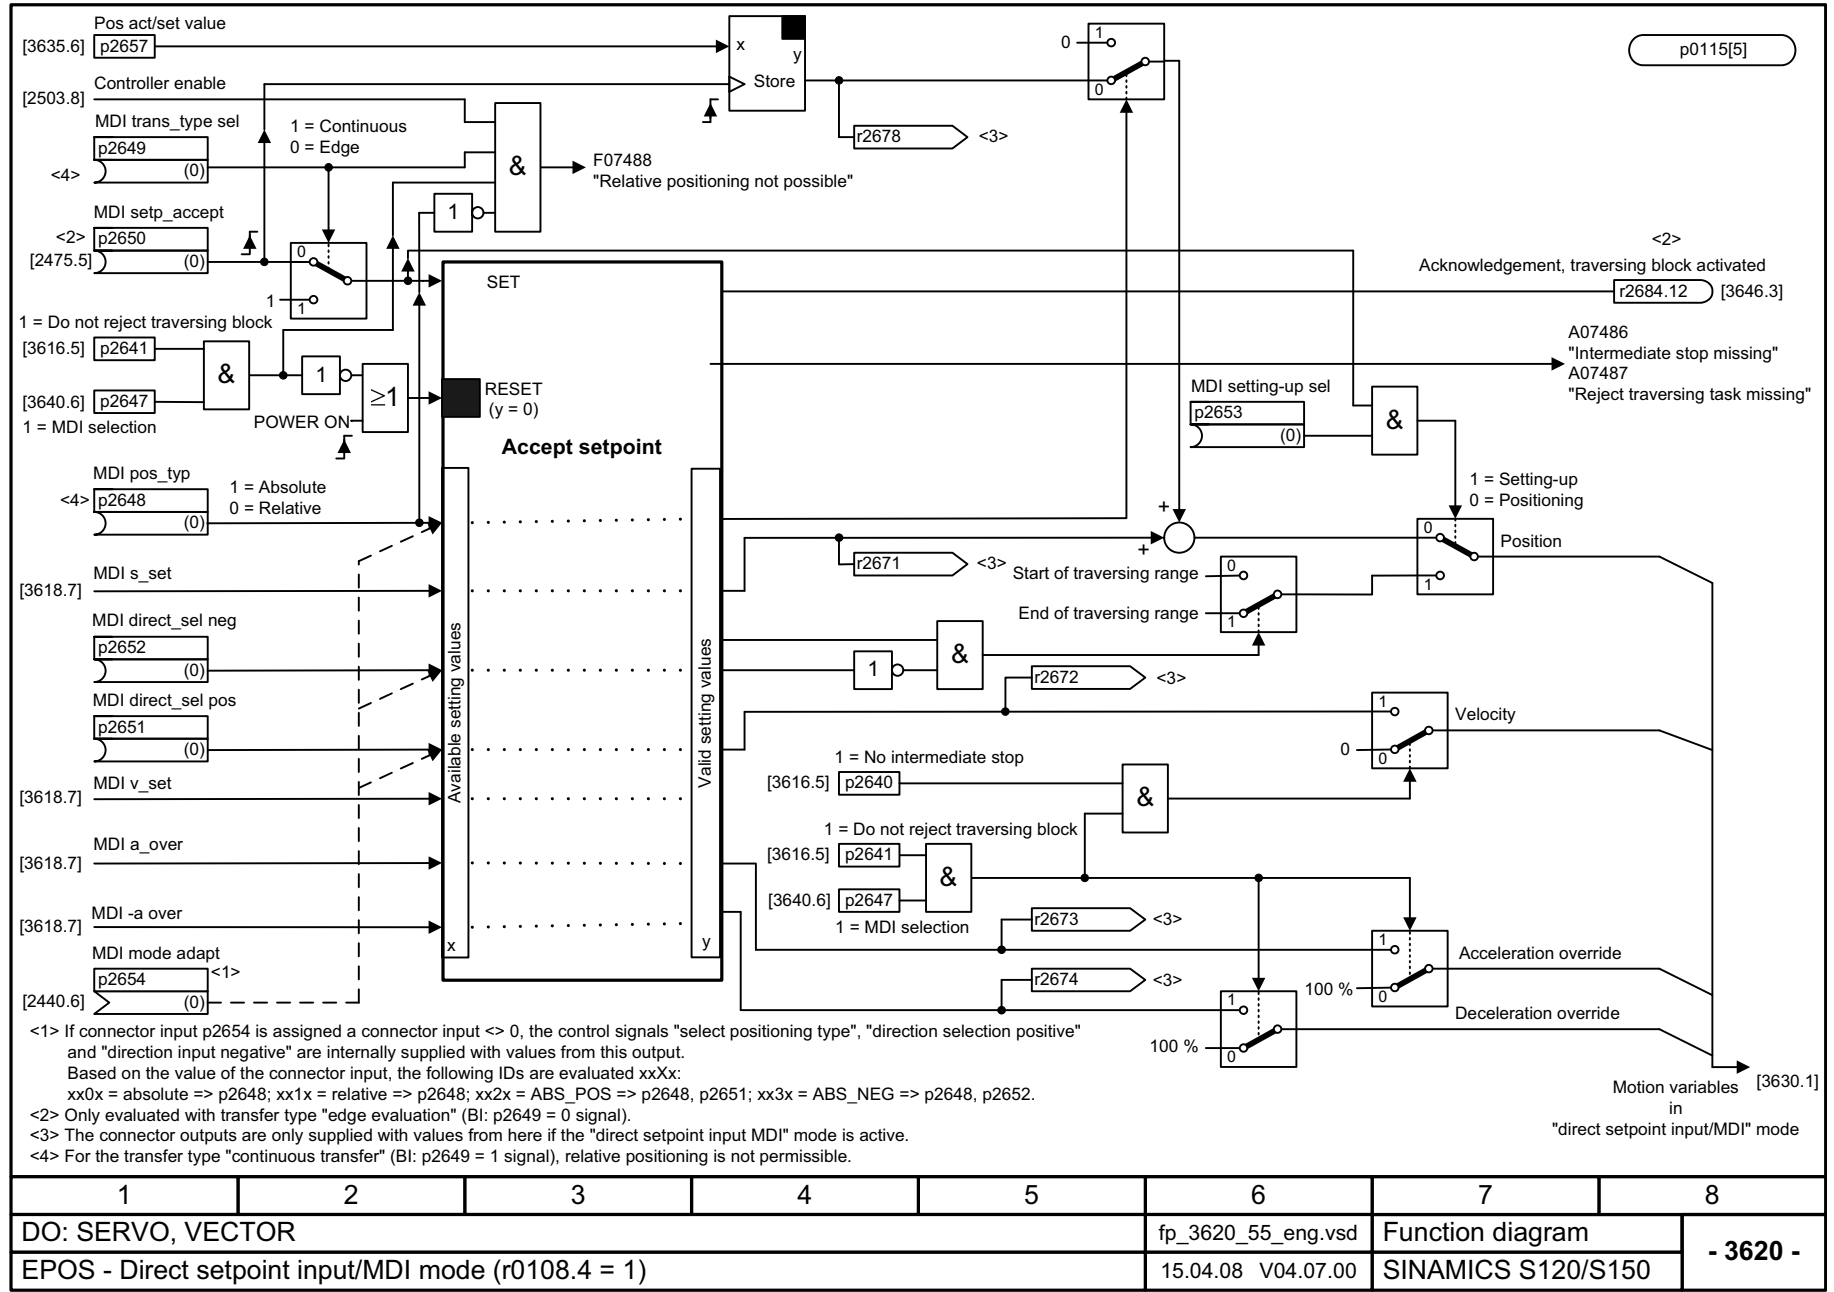 Pos act/set value
[3635.6] p2657
x
y
Store
0
1
0
p0115[5]
Controller enable
[2503.8]
MDI trans_type sel
p2649
<4> (0)
1 = Continuous
0 = Edge
&
F07488
"Relative positioning not possible"
r2678 <3>
1
MDI setp_accept
<2> p2650
[2475.5] (0)
0
1
1
SET
<2>
Acknowledgement, traversing block activated
r2684.12 [3646.3]
1 = Do not reject traversing block
[3616.5] p2641
&
1
≥1
[3640.6] p2647
1 = MDI selection
POWER ON
RESET
(y = 0)
Accept setpoint
A07486
"Intermediate stop missing"
A07487
"Reject traversing task missing"
MDI setting-up sel
p2653
(0)
&
MDI pos_typ
<4> p2648
(0)
1 = Absolute
0 = Relative
1 = Setting-up
0 = Positioning
+
+
0
1
Position
r2671 <3>
MDI s_set
[3618.7]
Start of traversing range
0
End of traversing range
1
MDI direct_sel neg
p2652
(0)
Available setting values
Valid setting values
1
&
r2672 <3>
MDI direct_sel pos
p2651
(0)
1
Velocity
0
0
MDI v_set
[3618.7]
1 = No intermediate stop
[3616.5] p2640
&
MDI a_over
[3618.7]
1 = Do not reject traversing block
[3616.5] p2641
&
[3640.6] p2647
1 = MDI selection
MDI -a over
[3618.7]
x
y
r2673 <3>
1
Acceleration override
100 %
0
MDI mode adapt
p2654 <1>
[2440.6] (0)
r2674 <3>
1
Deceleration override
100 %
0
<1> If connector input p2654 is assigned a connector input <> 0, the control signals "select positioning type", "direction selection positive"
and "direction input negative" are internally supplied with values from this output.
Based on the value of the connector input, the following IDs are evaluated xxXx:
xx0x = absolute => p2648; xx1x = relative => p2648; xx2x = ABS_POS => p2648, p2651; xx3x = ABS_NEG => p2648, p2652.
<2> Only evaluated with transfer type "edge evaluation" (BI: p2649 = 0 signal).
<3> The connector outputs are only supplied with values from here if the "direct setpoint input MDI" mode is active.
<4> For the transfer type "continuous transfer" (BI: p2649 = 1 signal), relative positioning is not permissible.
Motion variables [3630.1]
in
"direct setpoint input/MDI" mode
1 2 3 4 5 6 7 8
DO: SERVO, VECTOR
fp_3620_55_eng.vsd
Function diagram
- 3620 -
EPOS - Direct setpoint input/MDI mode (r0108.4 = 1)
15.04.08 V04.07.00
SINAMICS S120/S150